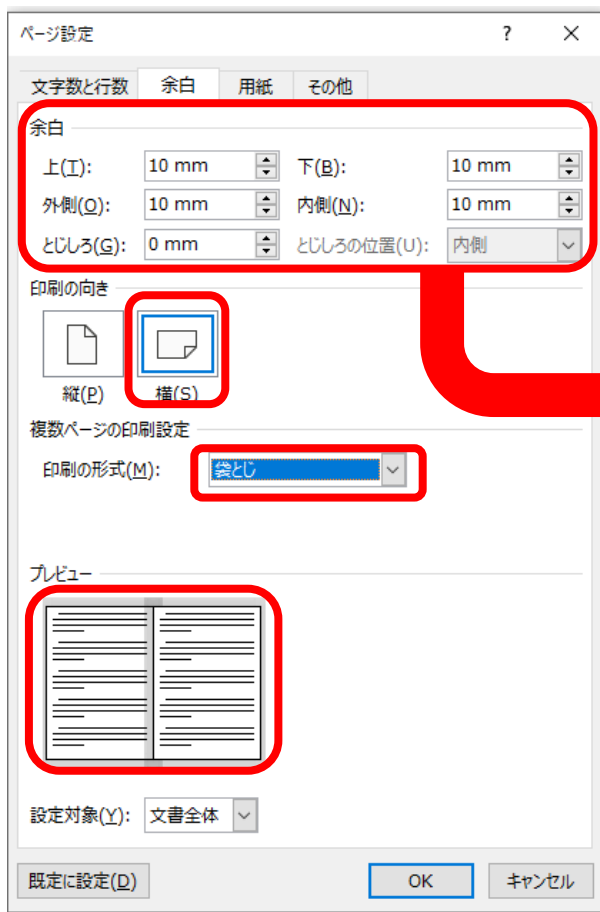 ページ設定 ? ×
文字数と行数 余白 用紙 その他
余白
上(T): 10 mm 下(B): 10 mm
外側(O): 10 mm 内側(N): 10 mm
とじしろ(G): 0 mm とじしろの位置(U): 内側
印刷の向き
縦(P) 横(S)
複数ページの印刷設定
印刷の形式(M): 袋とじ
プレビュー
設定対象(Y): 文書全体
既定に設定(D) OK キャンセル